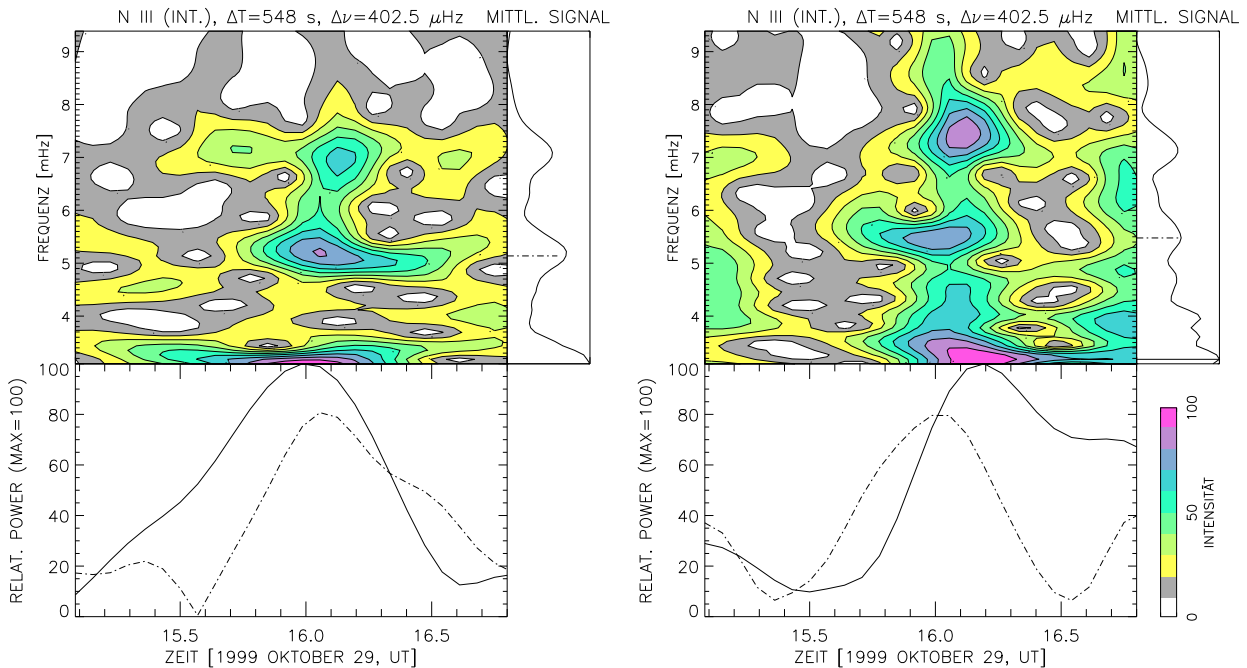 N III (INT.), ΔT=548 s, Δν=402.5 μHz MITTL. SIGNAL
FREQUENZ [mHz]
9
8
7
6
5
4
RELAT. POWER (MAX=100)
100
80
60
40
20
0
15.5 16.0 16.5
ZEIT [1999 OKTOBER 29, UT]
N III (INT.), ΔT=548 s, Δν=402.5 μHz MITTL. SIGNAL
FREQUENZ [mHz]
9
8
7
6
5
4
RELAT. POWER (MAX=100)
100
80
60
40
20
0
15.5 16.0 16.5
ZEIT [1999 OKTOBER 29, UT]
100
50
0
INTENSITÄT